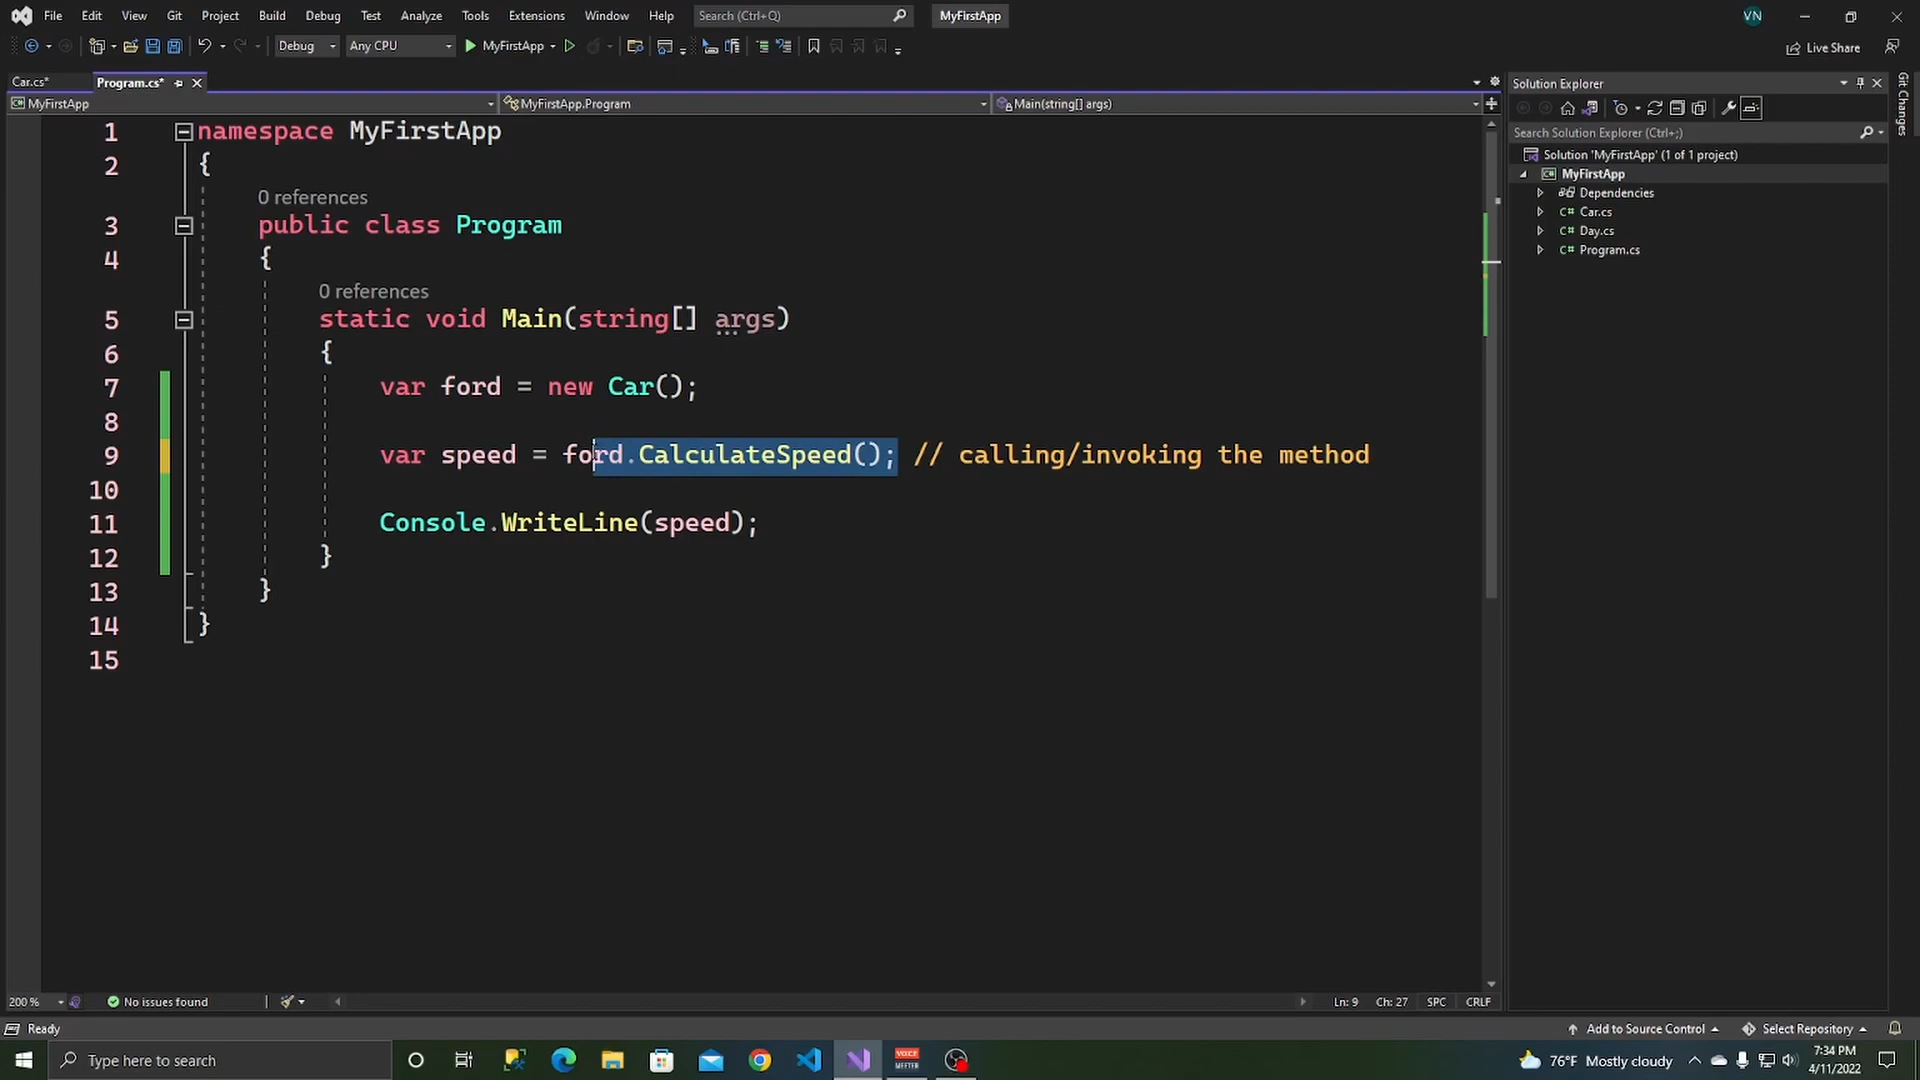 File Edit View Git Project Build Debug Test Analyze Tools Extensions Window Help Search (Ctrl+Q) MyFirstApp VN
Debug Any CPU MyFirstApp Live Share
Car.cs* Program.cs*
MyFirstApp MyFirstApp.Program Main(string[] args)
1 namespace MyFirstApp
2 {
0 references
3 public class Program
4 {
0 references
5 static void Main(string[] args)
6 {
7 var ford = new Car();
8
9 var speed = ford.CalculateSpeed(); // calling/invoking the method
10
11 Console.WriteLine(speed);
12 }
13 }
14 }
15
Solution Explorer
Search Solution Explorer (Ctrl+;)
Solution 'MyFirstApp' (1 of 1 project)
C# MyFirstApp
Dependencies
C# Car.cs
C# Day.cs
C# Program.cs
Git Changes
200 % No issues found Ln: 9 Ch: 27 SPC CRLF
Ready Add to Source Control Select Repository
Type here to search VOICE MEETER 76°F Mostly cloudy 7:34 PM
4/11/2022